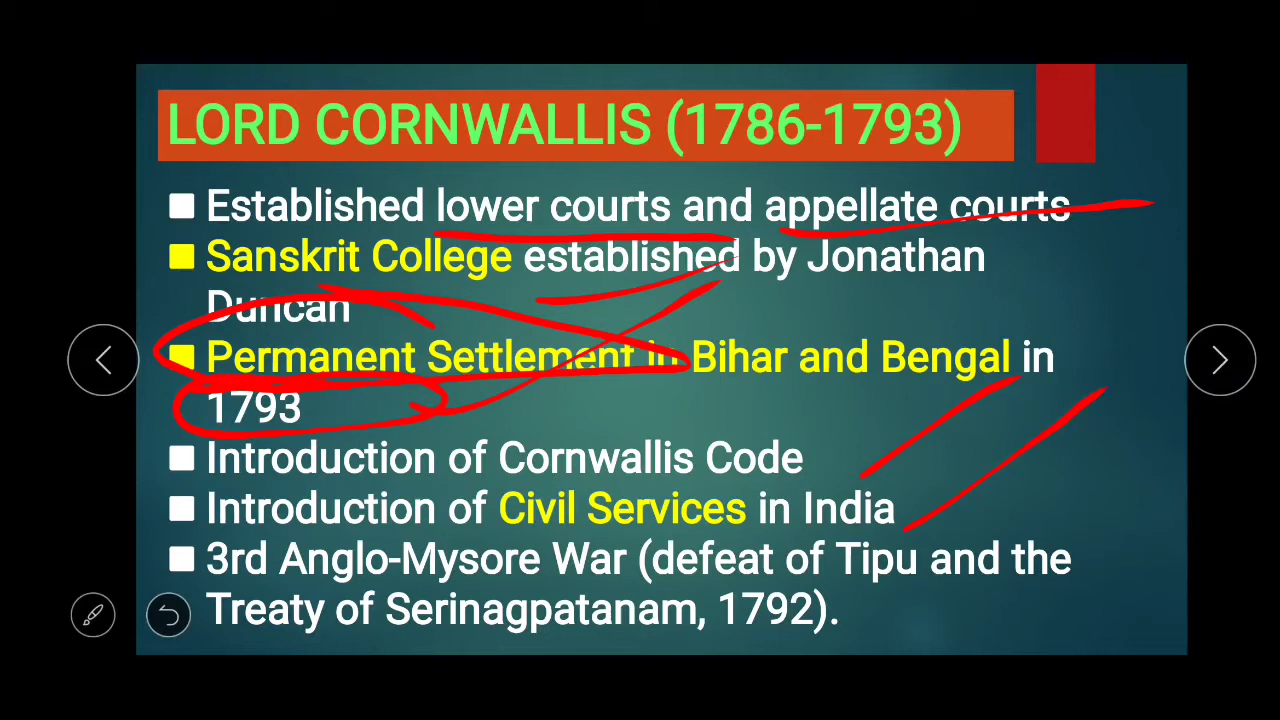 LORD CORNWALLIS (1786-1793)
Established lower courts and appellate courts
Sanskrit College established by Jonathan
Duncan
Permanent Settlement in Bihar and Bengal in
1793
Introduction of Cornwallis Code
Introduction of Civil Services in India
3rd Anglo-Mysore War (defeat of Tipu and the
Treaty of Serinagpatanam, 1792).